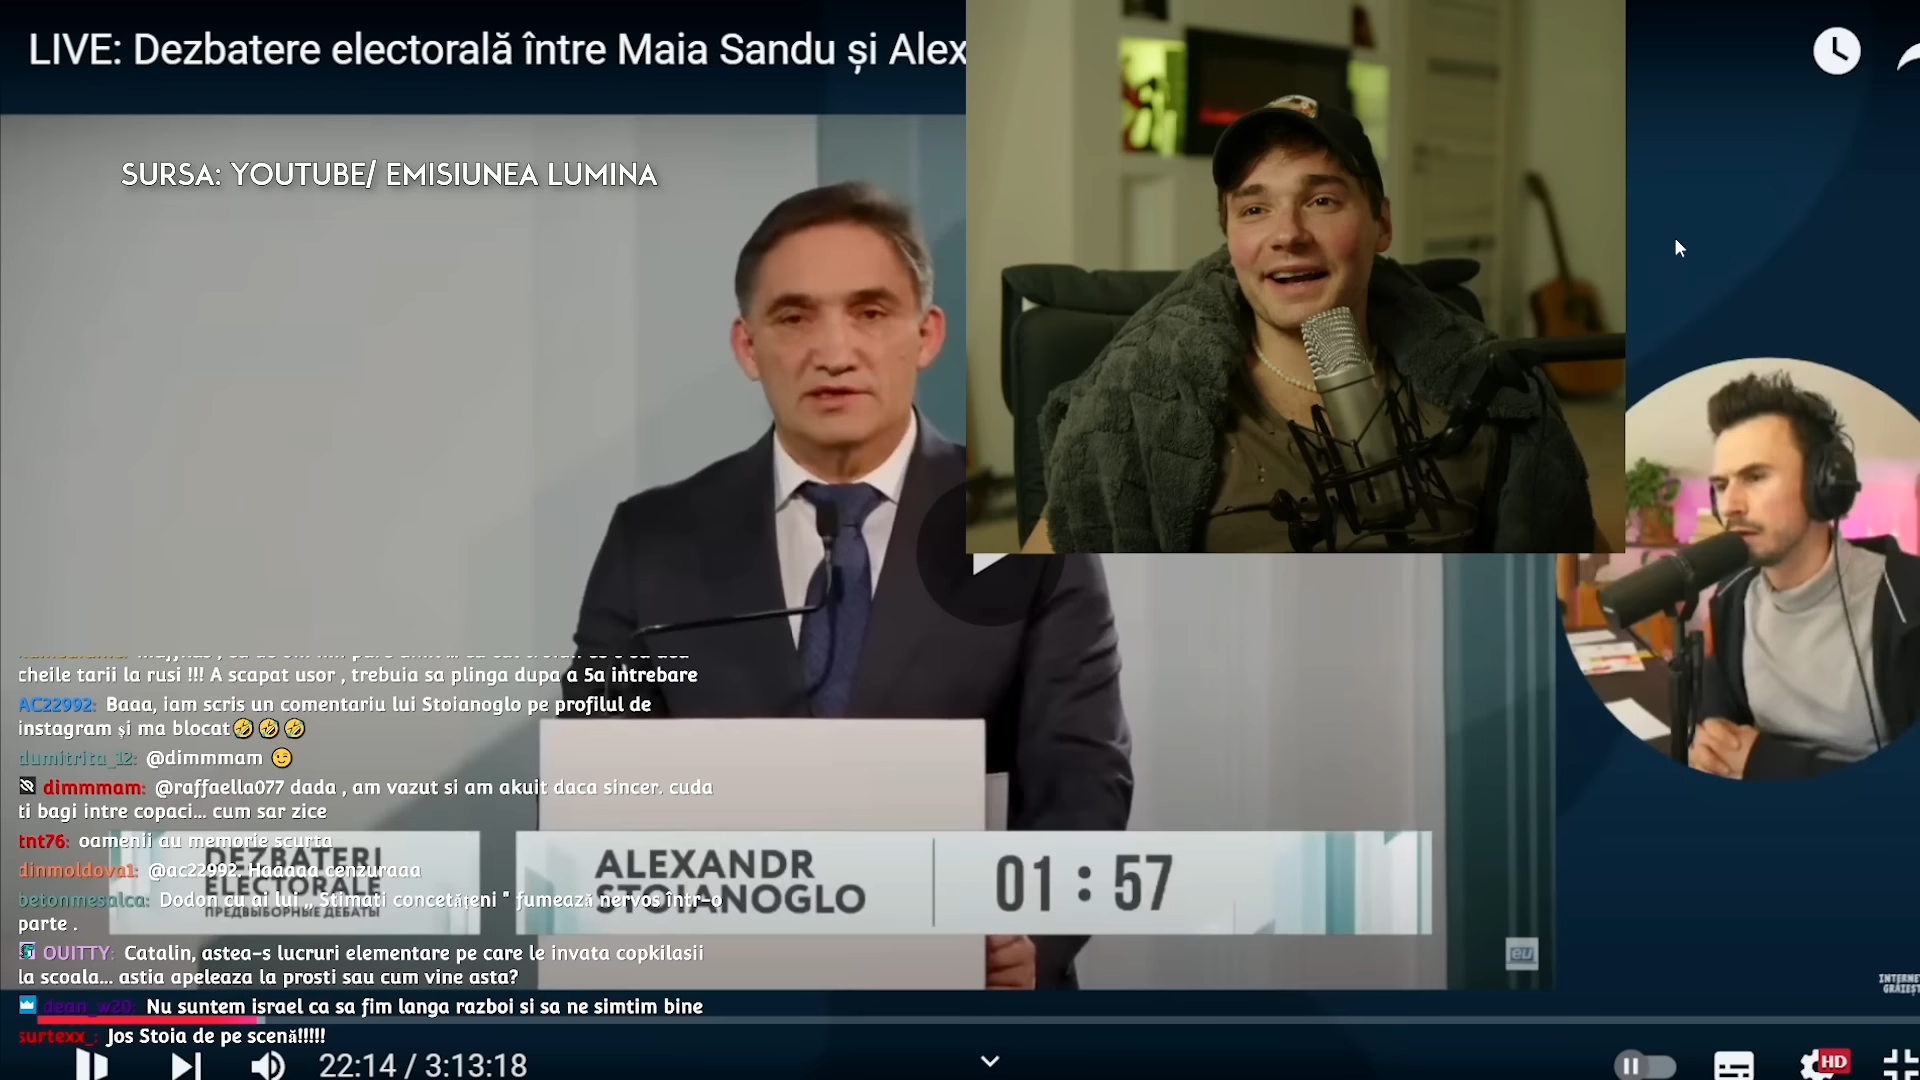 LIVE: Dezbatere electorală între Maia Sandu și Alex
SURSA: YOUTUBE/ EMISIUNEA LUMINA
cheile tarii la rusi !!! A scapat usor , trebuia sa plinga dupa a 5a intrebare
AC22992: Baaa, iam scris un comentariu lui Stoianoglo pe profilul de
instagram și ma blocat🤣🤣🤣
dumitrita_12: @dimmmam 😉
dimmmam: @raffaella077 dada , am vazut si am akuit daca sincer. cuda
ti bagi intre copaci... cum sar zice
tnt76: oamenii au memorie scurta
dinmoldova1: @ac22992. Haaaaa cenzuraaa
betonmesalca: Dodon cu ai lui ,, Stimați concetățeni " fumează nervos într-o
parte .
OUITTY: Catalin, astea-s lucruri elementare pe care le invata copkilasii
la scoala... astia apeleaza la prosti sau cum vine asta?
dean_w20: Nu suntem israel ca sa fim langa razboi si sa ne simtim bine
surtexx_: Jos Stoia de pe scenă!!!!!
DEZBATERI
ELECTORALE
ПРЕДВЫБОРНЫЕ ДЕБАТЫ
ALEXANDR
STOIANOGLO
01:57
eu
INTERNET
GRĂIEȘT
22:14 / 3:13:18
HD